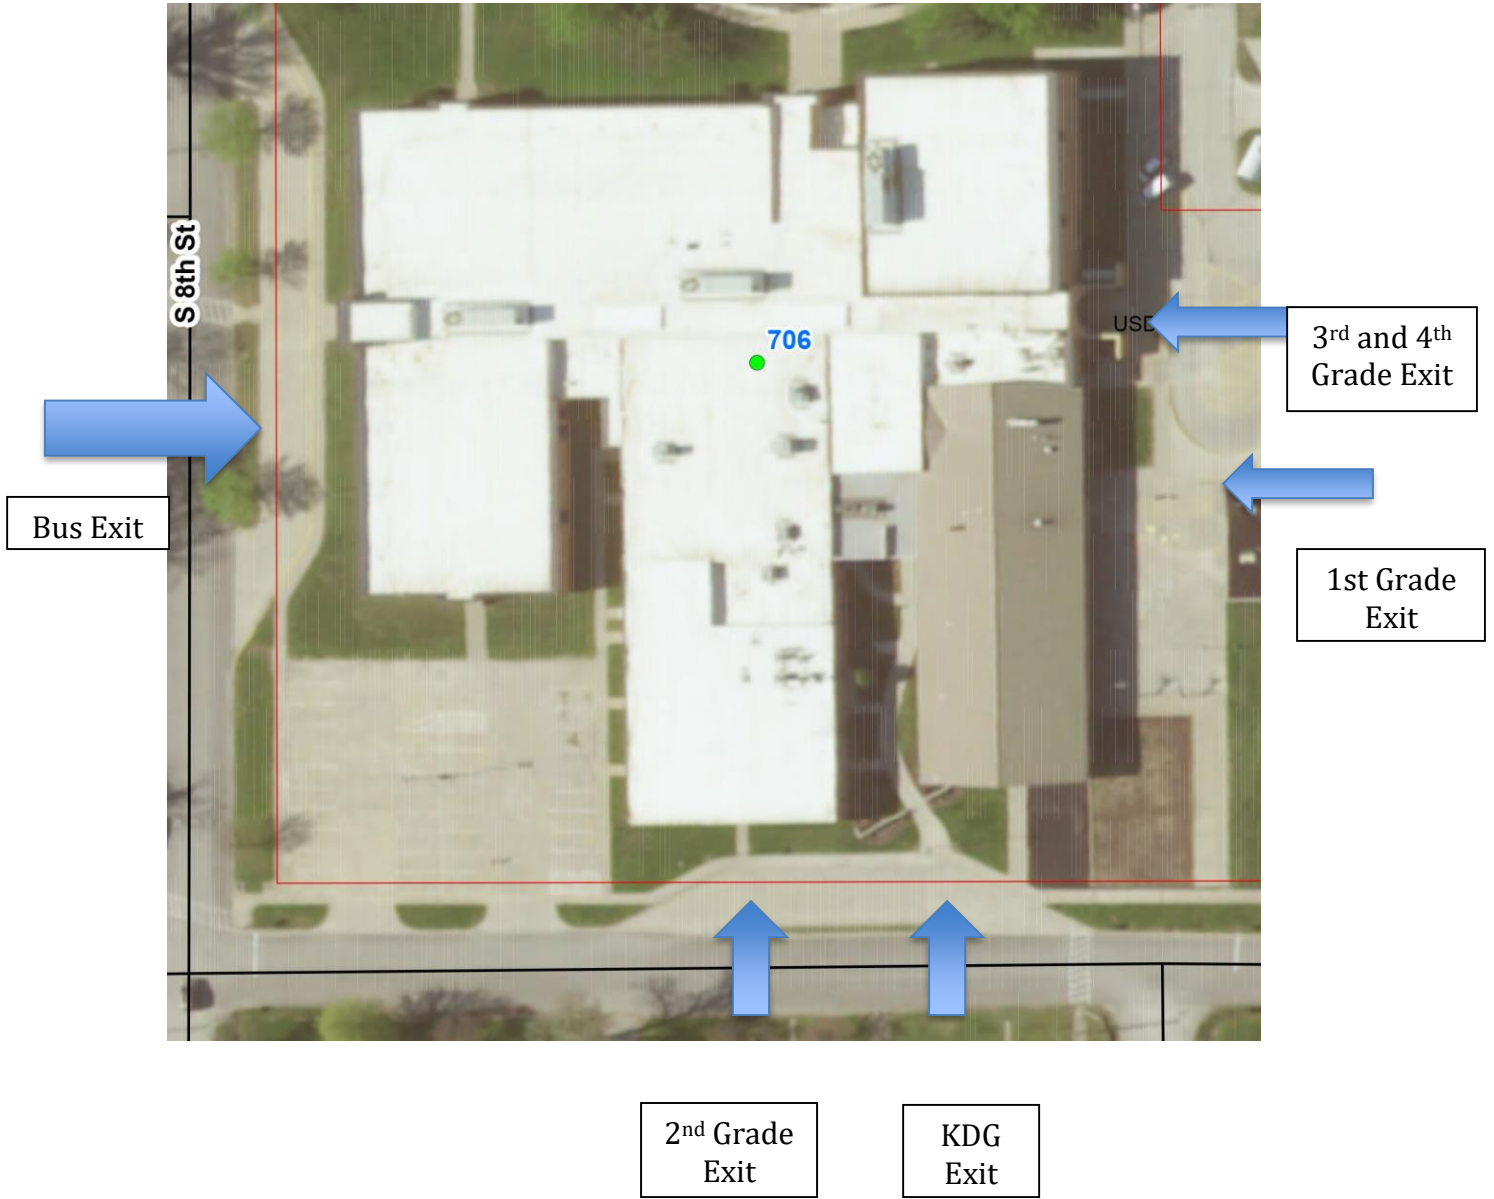 S 8th St
706
USD
3rd and 4th
Grade Exit
Bus Exit
1st Grade
Exit
2nd Grade
Exit
KDG
Exit